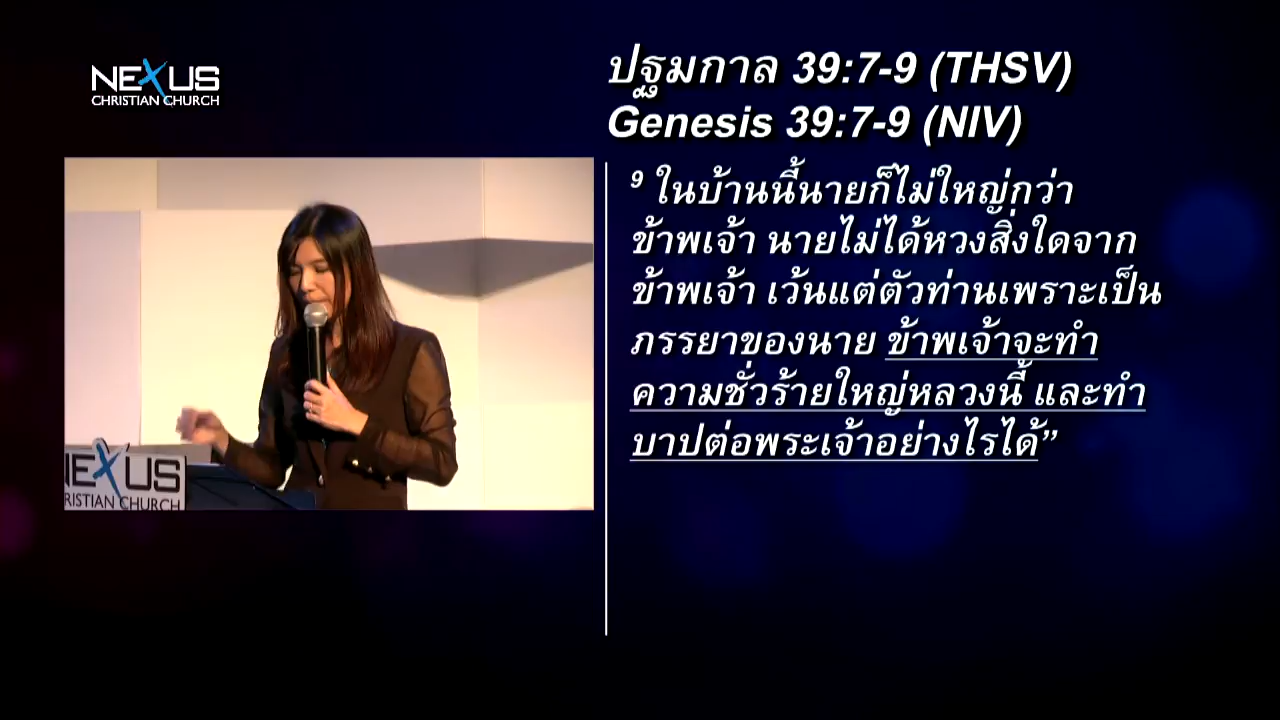 NEXUS
CHRISTIAN CHURCH
ปฐมกาล 39:7-9 (THSV)
Genesis 39:7-9 (NIV)
9 ในบ้านนี้นายก็ไม่ใหญ่กว่า
ข้าพเจ้า นายไม่ได้หวงสิ่งใดจาก
ข้าพเจ้า เว้นแต่ตัวท่านเพราะเป็น
ภรรยาของนาย ข้าพเจ้าจะทำ
ความชั่วร้ายใหญ่หลวงนี้ และทำ
บาปต่อพระเจ้าอย่างไรได้”
NEXUS
CHRISTIAN CHURCH